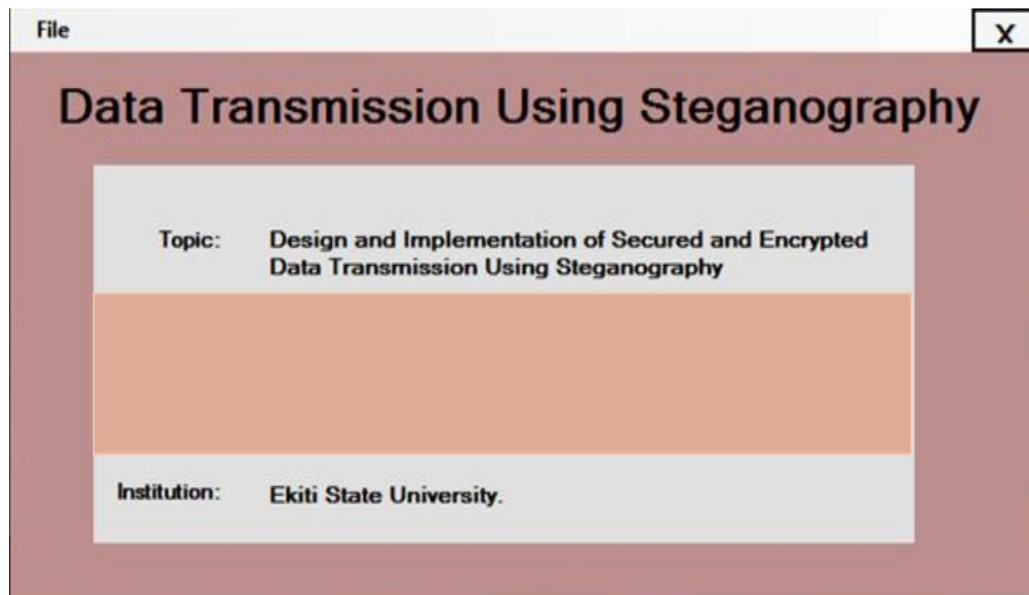 File
X
Data Transmission Using Steganography
Topic: Design and Implementation of Secured and Encrypted
Data Transmission Using Steganography
Institution: Ekiti State University.